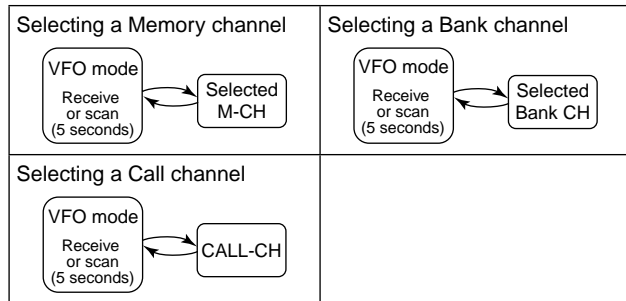 Selecting a Memory channel
VFO mode
Receive
or scan
(5 seconds)
Selected
M-CH
Selecting a Bank channel
VFO mode
Receive
or scan
(5 seconds)
Selected
Bank CH
Selecting a Call channel
VFO mode
Receive
or scan
(5 seconds)
CALL-CH